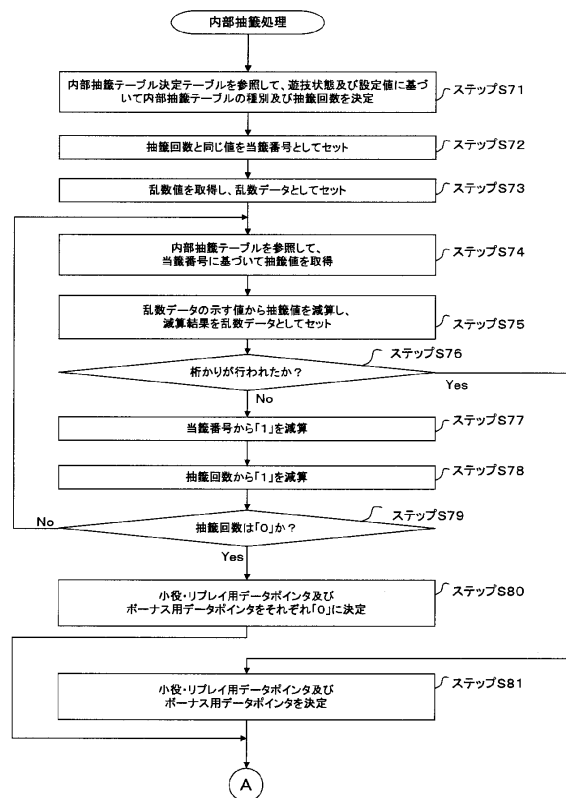 内部抽籤処理
内部抽籤テーブル決定テーブルを参照して、遊技状態及び設定値に基づ
いて内部抽籤テーブルの種別及び抽籤回数を決定
ステップS71
抽籤回数と同じ値を当籤番号としてセット
ステップS72
乱数値を取得し、乱数データとしてセット
ステップS73
内部抽籤テーブルを参照して、
当籤番号に基づいて抽籤値を取得
ステップS74
乱数データの示す値から抽籤値を減算し、
減算結果を乱数データとしてセット
ステップS75
ステップS76
桁かりが行われたか？
Yes
No
当籤番号から「1」を減算
ステップS77
抽籤回数から「1」を減算
ステップS78
ステップS79
抽籤回数は「0」か？
No
Yes
小役・リプレイ用データポインタ及び
ボーナス用データポインタをそれぞれ「0」に決定
ステップS80
小役・リプレイ用データポインタ及び
ボーナス用データポインタを決定
ステップS81
A